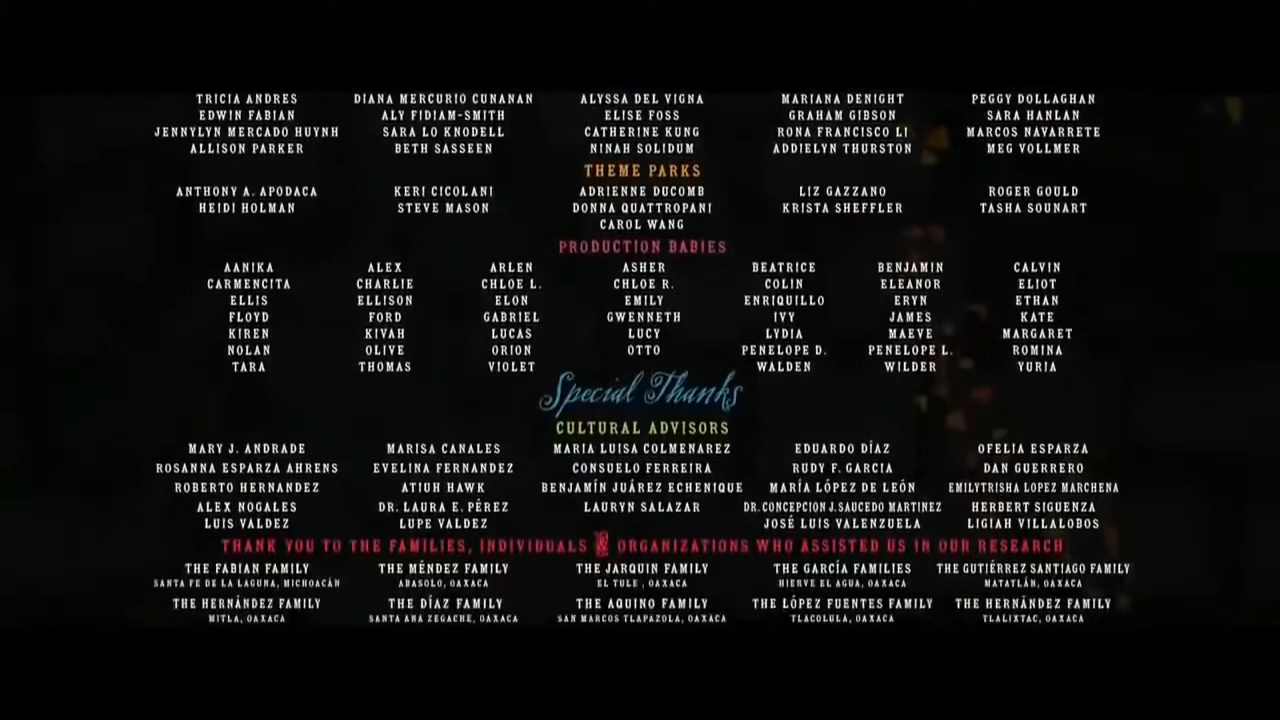 TRICIA ANDRES DIANA MERCURIO CUNANAN ALYSSA DEL VIGNA MARIANA DENIGHT PEGGY DOLLAGHAN
EDWIN FABIAN ALY FIDIAM-SMITH ELISE FOSS GRAHAM GIBSON SARA HANLAN
JENNYLYN MERCADO HUYNH SARA LO KNODELL CATHERINE KUNG RONA FRANCISCO LI MARCOS NAVARRETE
ALLISON PARKER BETH SASSEEN NINAH SOLIDUM ADDIELYN THURSTON MEG VOLLMER
THEME PARKS
ANTHONY A. APODACA KERI CICOLANI ADRIENNE DUCOMB LIZ GAZZANO ROGER GOULD
HEIDI HOLMAN STEVE MASON DONNA QUATTROPANI KRISTA SHEFFLER TASHA SOUNART
CAROL WANG
PRODUCTION BABIES
AANIKA ALEX ARLEN ASHER BEATRICE BENJAMIN CALVIN
CARMENCITA CHARLIE CHLOE L. CHLOE R. COLIN ELEANOR ELIOT
ELLIS ELLISON ELON EMILY ENRIQUILLO ERYN ETHAN
FLOYD FORD GABRIEL GWENNETH IVY JAMES KATE
KIREN KIVAH LUCAS LUCY LYDIA MAEVE MARGARET
NOLAN OLIVE ORION OTTO PENELOPE D. PENELOPE L. ROMINA
TARA THOMAS VIOLET WALDEN WILDER YURIA
Special Thanks
CULTURAL ADVISORS
MARY J. ANDRADE MARISA CANALES MARIA LUISA COLMENAREZ EDUARDO DÍAZ OFELIA ESPARZA
ROSANNA ESPARZA AHRENS EVELINA FERNANDEZ CONSUELO FERREIRA RUDY F. GARCIA DAN GUERRERO
ROBERTO HERNANDEZ ATIUH HAWK BENJAMÍN JUÁREZ ECHENIQUE MARÍA LÓPEZ DE LEÓN EMILYTRISHA LOPEZ MARCHENA
ALEX NOGALES DR. LAURA E. PÉREZ LAURYN SALAZAR DR. CONCEPCION J. SAUCEDO MARTINEZ HERBERT SIGUENZA
LUIS VALDEZ LUPE VALDEZ JOSÉ LUIS VALENZUELA LIGIAH VILLALOBOS
THANK YOU TO THE FAMILIES, INDIVIDUALS & ORGANIZATIONS WHO ASSISTED US IN OUR RESEARCH
THE FABIAN FAMILY THE MÉNDEZ FAMILY THE JARQUIN FAMILY THE GARCÍA FAMILIES THE GUTIÉRREZ SANTIAGO FAMILY
SANTA FE DE LA LAGUNA, MICHOACÁN ABASOLO, OAXACA EL TULE, OAXACA HIERVE EL AGUA, OAXACA MATATLÁN, OAXACA
THE HERNÁNDEZ FAMILY THE DÍAZ FAMILY THE AQUINO FAMILY THE LÓPEZ FUENTES FAMILY THE HERNÁNDEZ FAMILY
MITLA, OAXACA SANTA ANA ZEGACHE, OAXACA SAN MARCOS TLAPAZOLA, OAXACA TLACOLULA, OAXACA TLALIXTAC, OAXACA